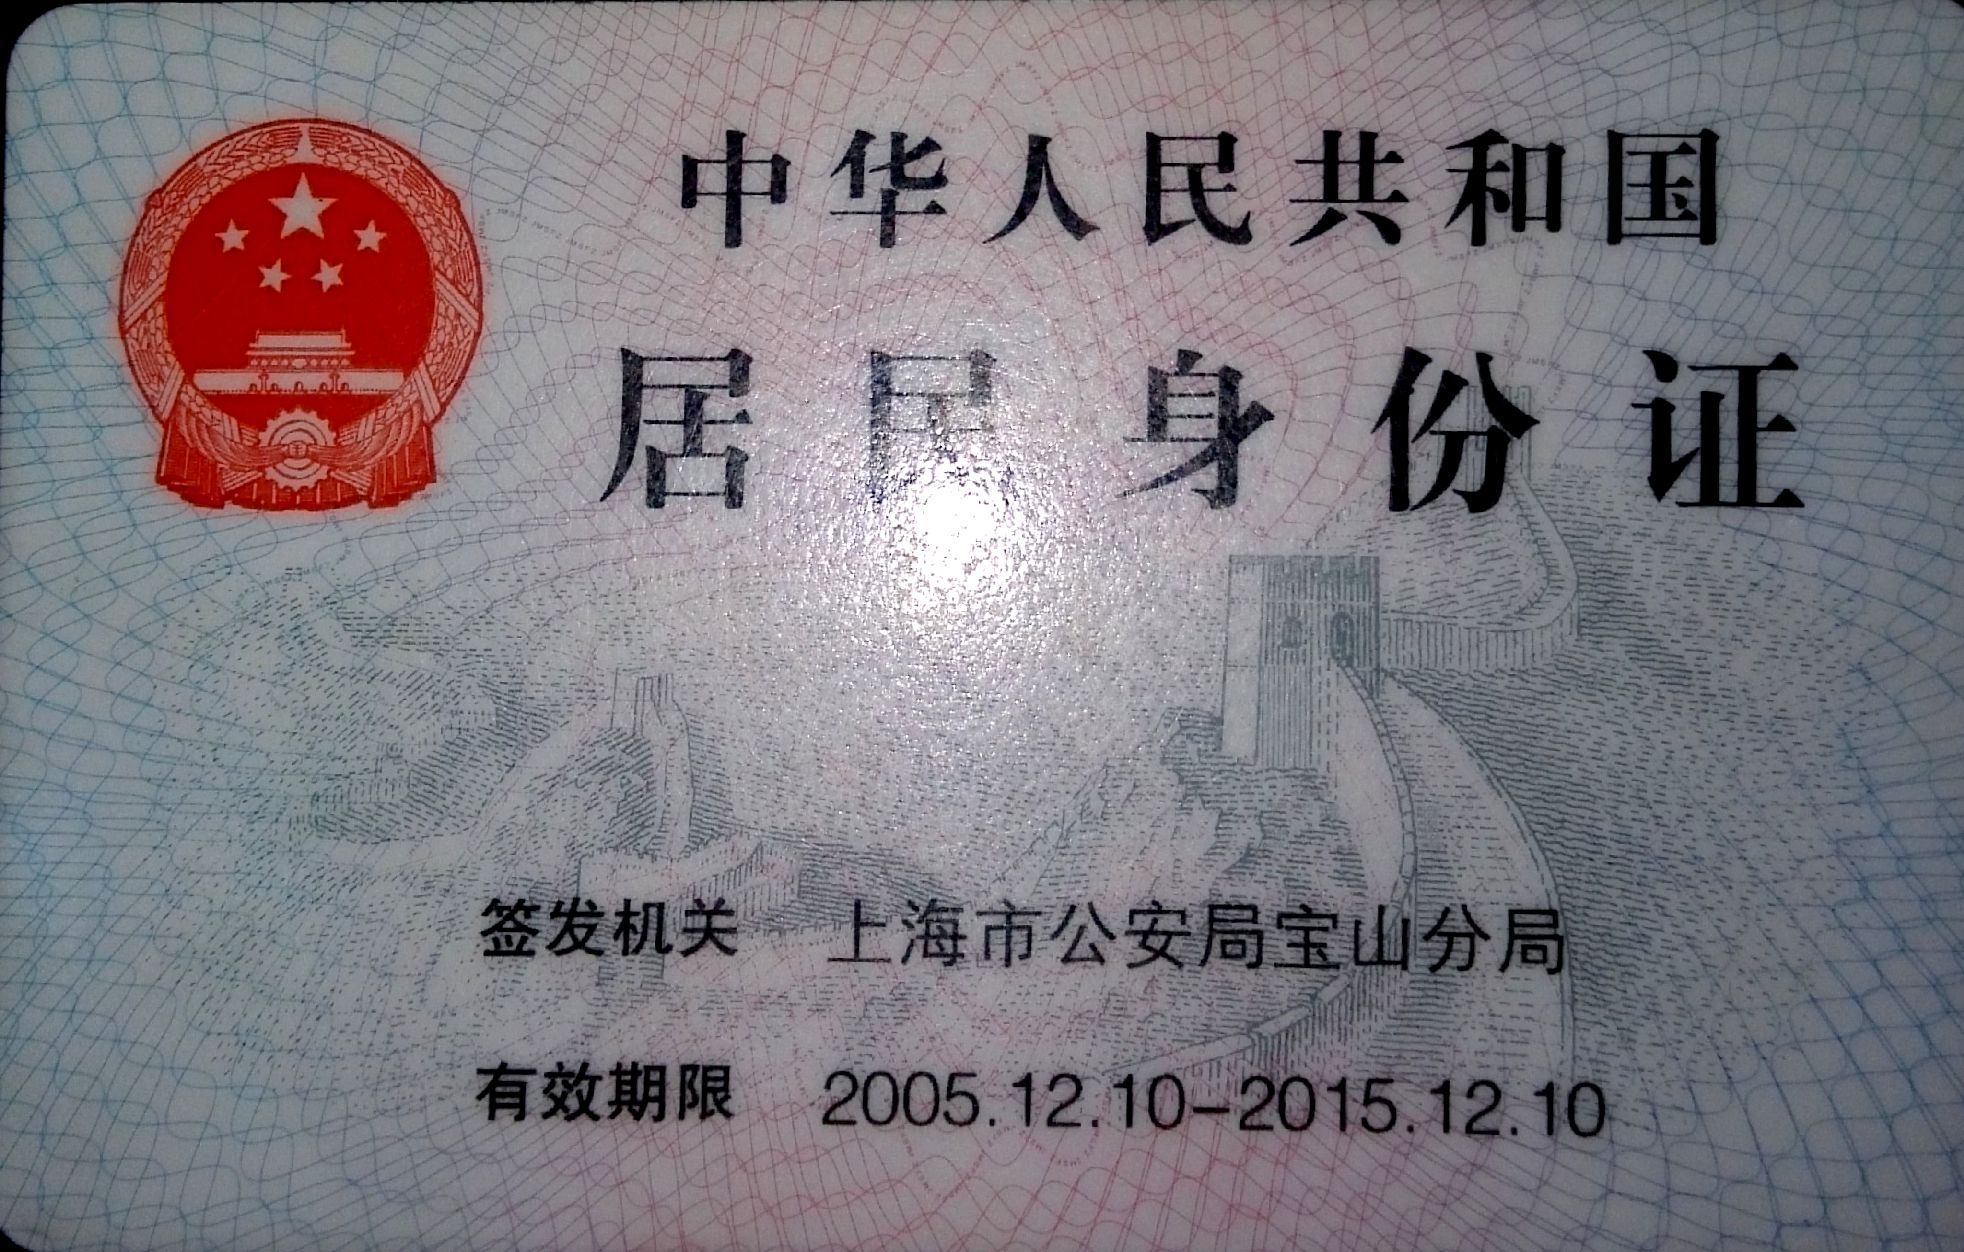 中华人民共和国
居民身份证
签发机关 上海市公安局宝山分局
有效期限 2005.12.10-2015.12.10